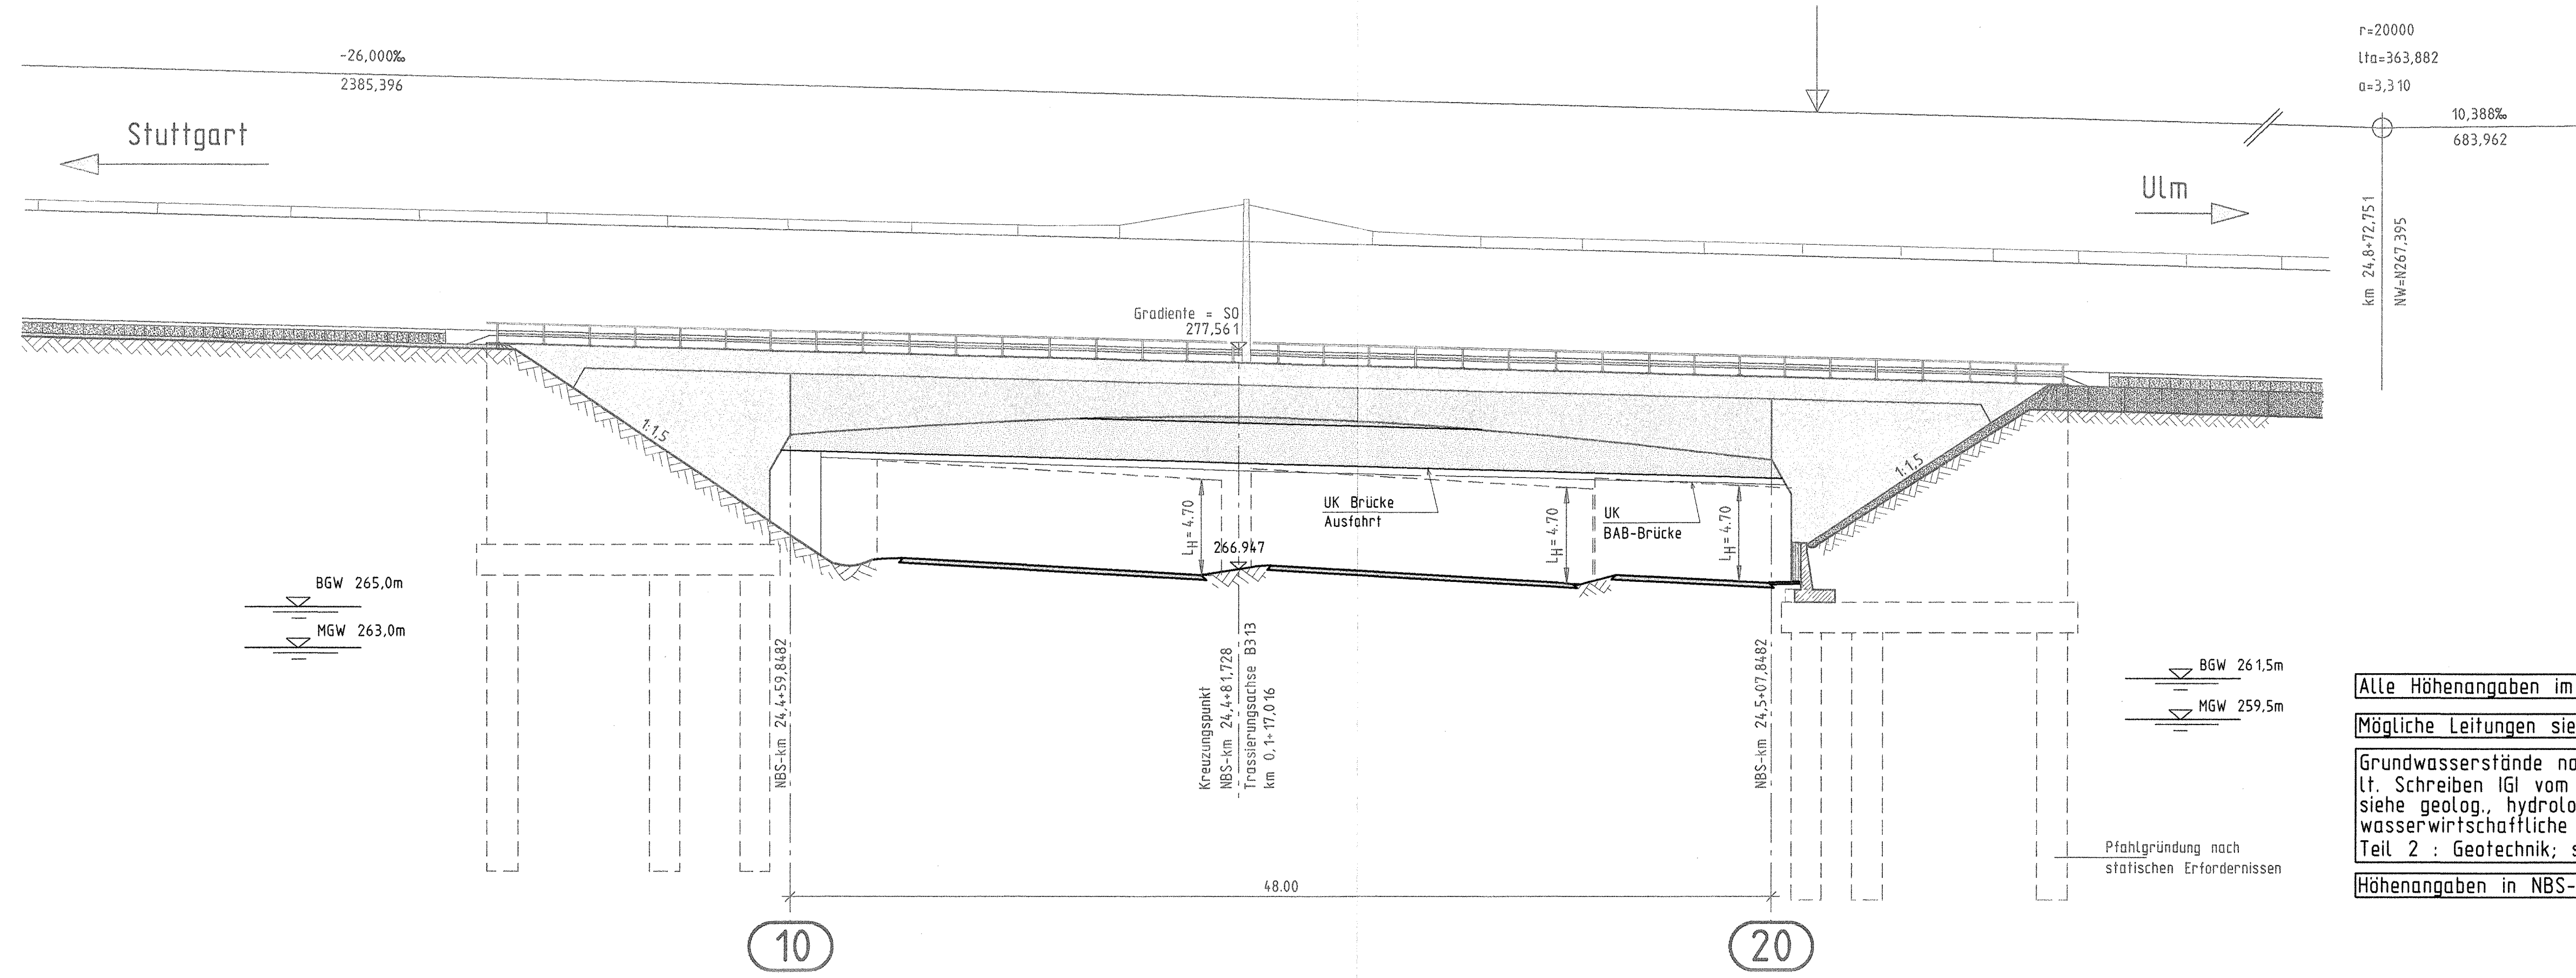 -26,000‰
2385,396
r=20000
lta=363,882
a=3,310
10,388‰
683,962
Stuttgart
Ulm
km 24,8+72,751
NW=N267,395
Gradiente = SO
277,561
1:1,5
1:1,5
UK Brücke
Ausfahrt
UK
BAB-Brücke
LH= 4.70
LH= 4.70
LH= 4.70
266.947
BGW 265,0m
MGW 263,0m
BGW 261,5m
MGW 259,5m
NBS-km 24,4+59,8482
Kreuzungspunkt
NBS-km 24,4+81,728
Trassierungsachse B313
km 0,1+17,016
NBS-km 24,5+07,8482
Alle Höhenangaben im
Mögliche Leitungen sie
Grundwasserstände na
lt. Schreiben IGI vom
siehe geolog., hydrolo
wasserwirtschaftliche
Teil 2 : Geotechnik; s
Höhenangaben in NBS-
Pfahlgründung nach
statischen Erfordernissen
48.00
10
20